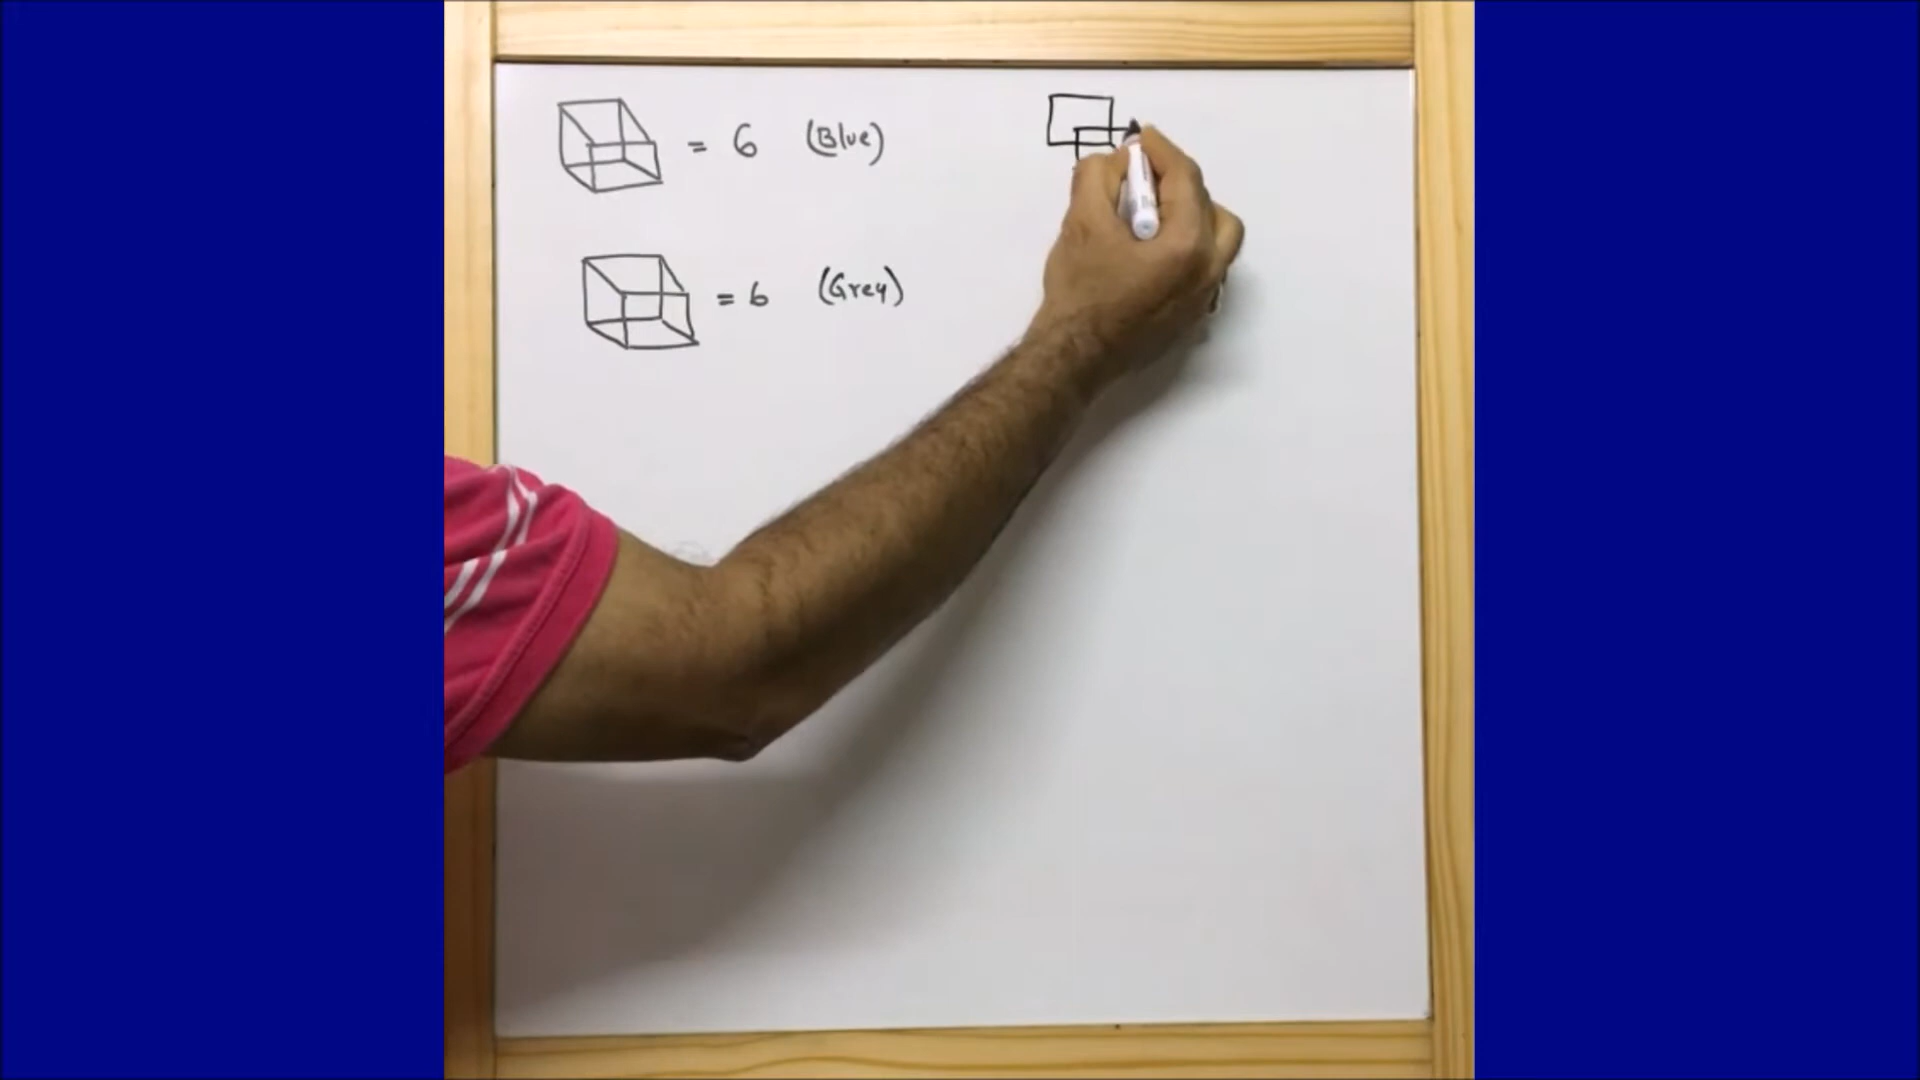 = 6 (Blue)
= 6 (Grey)